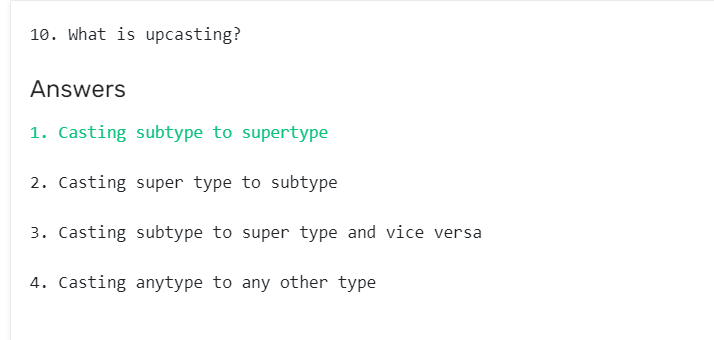 10. What is upcasting?
Answers
1. Casting subtype to supertype
2. Casting super type to subtype
3. Casting subtype to super type and vice versa
4. Casting anytype to any other type